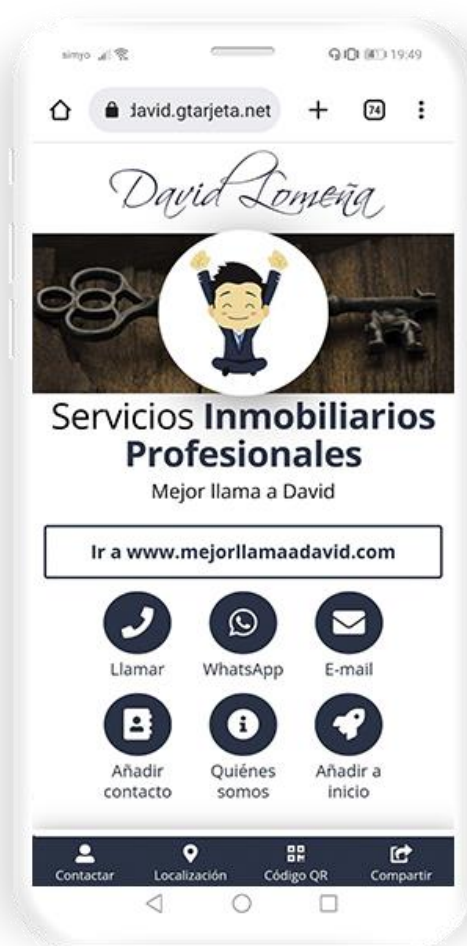 simyo 19:49
david.gtarjeta.net + 74
David Lomeña
Servicios Inmobiliarios
Profesionales
Mejor llama a David
Ir a www.mejorllamaadavid.com
Llamar WhatsApp E-mail
Añadir contacto Quiénes somos Añadir a inicio
Contactar Localización Código QR Compartir